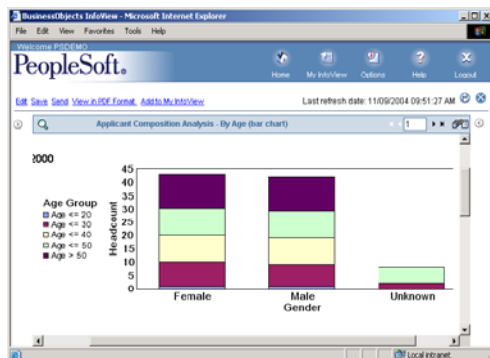 BusinessObjects InfoView - Microsoft Internet Explorer
File Edit View Favorites Tools Help
Welcome PSDEMO
PeopleSoft.
Home My InfoView Options Help Logout
Edit Save Send View in PDF Format. Add to My InfoView
Last refresh date: 11/09/2004 09:51:27 AM
Applicant Composition Analysis - By Age (bar chart)
1
2000
Age Group
Age <= 20
Age <= 30
Age <= 40
Age <= 50
Age > 50
Headcount
45
40
35
30
25
20
15
10
5
0
Female Male Unknown
Gender
Local intranet